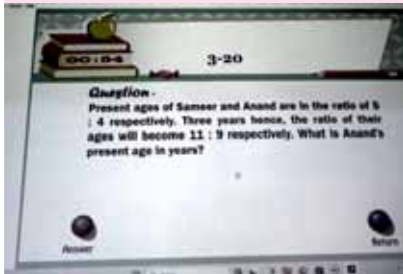 00:54
3-20
Question-
Present ages of Sameer and Anand are in the ratio of 5
: 4 respectively. Three years hence, the ratio of their
ages will become 11 : 9 respectively. What is Anand's
present age in years?
Answer
Return